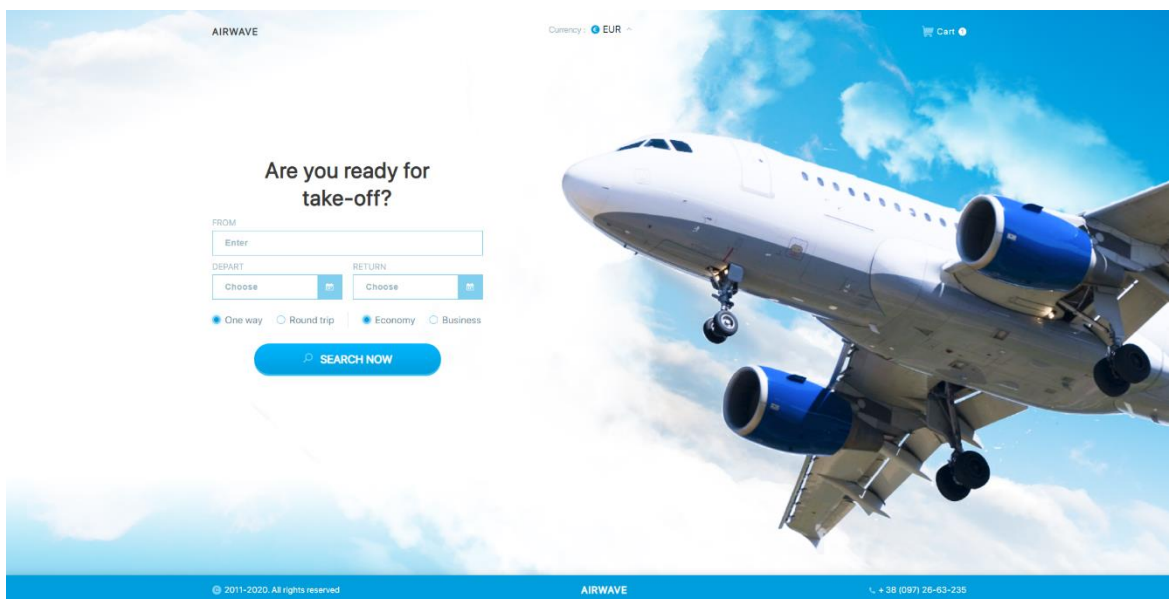 AIRWAVE
Currency : € EUR
Cart 1
Are you ready for
take-off?
FROM
Enter
DEPART RETURN
Choose Choose
One way Round trip Economy Business
SEARCH NOW
© 2011-2020. All rights reserved
AIRWAVE
+ 38 (097) 26-63-235